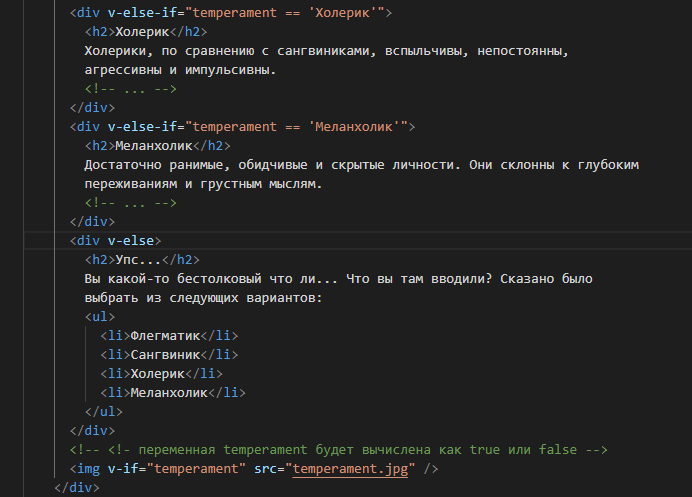 <div v-else-if="temperament == 'Холерик'">
<h2>Холерик</h2>
Холерики, по сравнению с сангвиниками, вспыльчивы, непостоянны,
агрессивны и импульсивны.
<!-- ... -->
</div>
<div v-else-if="temperament == 'Меланхолик'">
<h2>Меланхолик</h2>
Достаточно ранимые, обидчивые и скрытые личности. Они склонны к глубоким
переживаниям и грустным мыслям.
<!-- ... -->
</div>
<div v-else>
<h2>Упс...</h2>
Вы какой-то бестолковый что ли... Что вы там вводили? Сказано было
выбрать из следующих вариантов:
<ul>
<li>Флегматик</li>
<li>Сангвиник</li>
<li>Холерик</li>
<li>Меланхолик</li>
</ul>
</div>
<!-- <!- переменная temperament будет вычислена как true или false -->
<img v-if="temperament" src="temperament.jpg" />
</div>